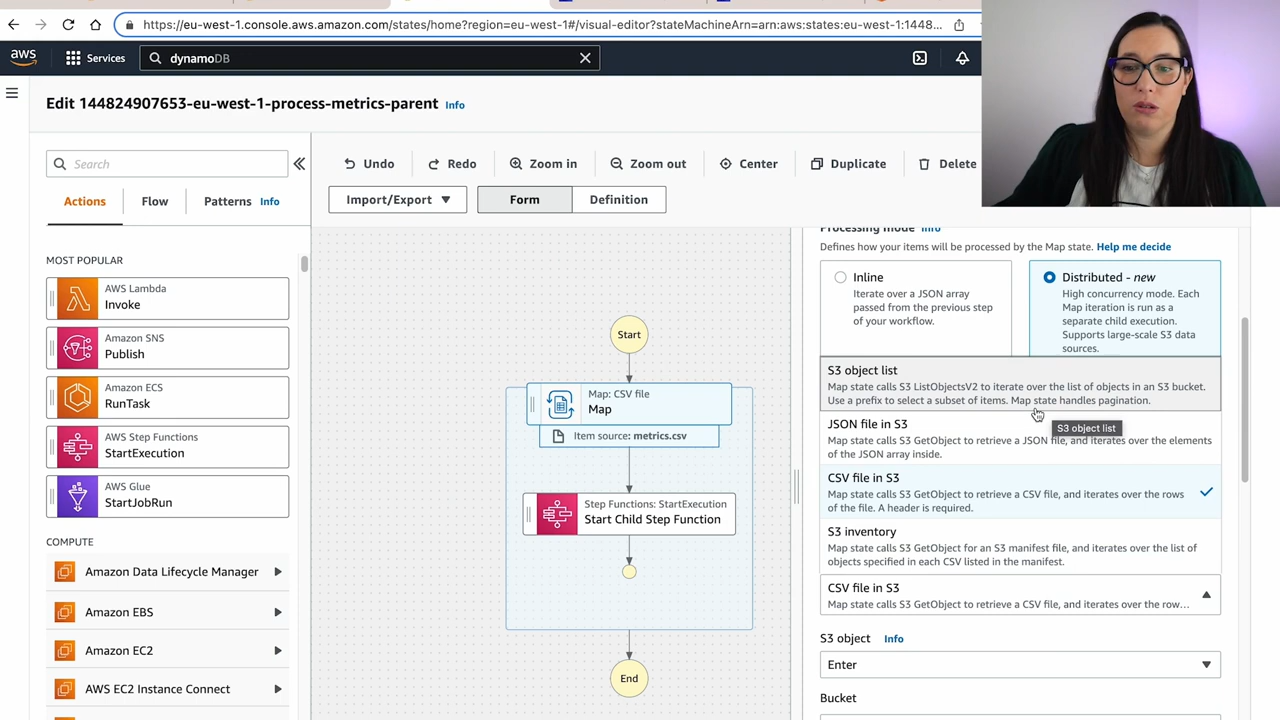 https://eu-west-1.console.aws.amazon.com/states/home?region=eu-west-1#/visual-editor?stateMachineArn=arn:aws:states:eu-west-1:1448...
aws
Services
dynamoDB
Edit 144824907653-eu-west-1-process-metrics-parent Info
Search
Undo
Redo
Zoom in
Zoom out
Center
Duplicate
Delete
Actions
Flow
Patterns Info
Import/Export
Form
Definition
MOST POPULAR
AWS Lambda
Invoke
Amazon SNS
Publish
Amazon ECS
RunTask
AWS Step Functions
StartExecution
AWS Glue
StartJobRun
COMPUTE
Amazon Data Lifecycle Manager
Amazon EBS
Amazon EC2
AWS EC2 Instance Connect
Start
Map: CSV file
Map
Item source: metrics.csv
Step Functions: StartExecution
Start Child Step Function
End
Processing mode Info
Defines how your items will be processed by the Map state. Help me decide
Inline
Iterate over a JSON array
passed from the previous step
of your workflow.
Distributed - new
High concurrency mode. Each
Map iteration is run as a
separate child execution.
Supports large-scale S3 data
sources.
S3 object list
Map state calls S3 ListObjectsV2 to iterate over the list of objects in an S3 bucket.
Use a prefix to select a subset of items. Map state handles pagination.
S3 object list
JSON file in S3
Map state calls S3 GetObject to retrieve a JSON file, and iterates over the elements
of the JSON array inside.
CSV file in S3
Map state calls S3 GetObject to retrieve a CSV file, and iterates over the rows
of the file. A header is required.
S3 inventory
Map state calls S3 GetObject for an S3 manifest file, and iterates over the list of
objects specified in each CSV listed in the manifest.
CSV file in S3
Map state calls S3 GetObject to retrieve a CSV file, and iterates over the row...
S3 object Info
Enter
Bucket